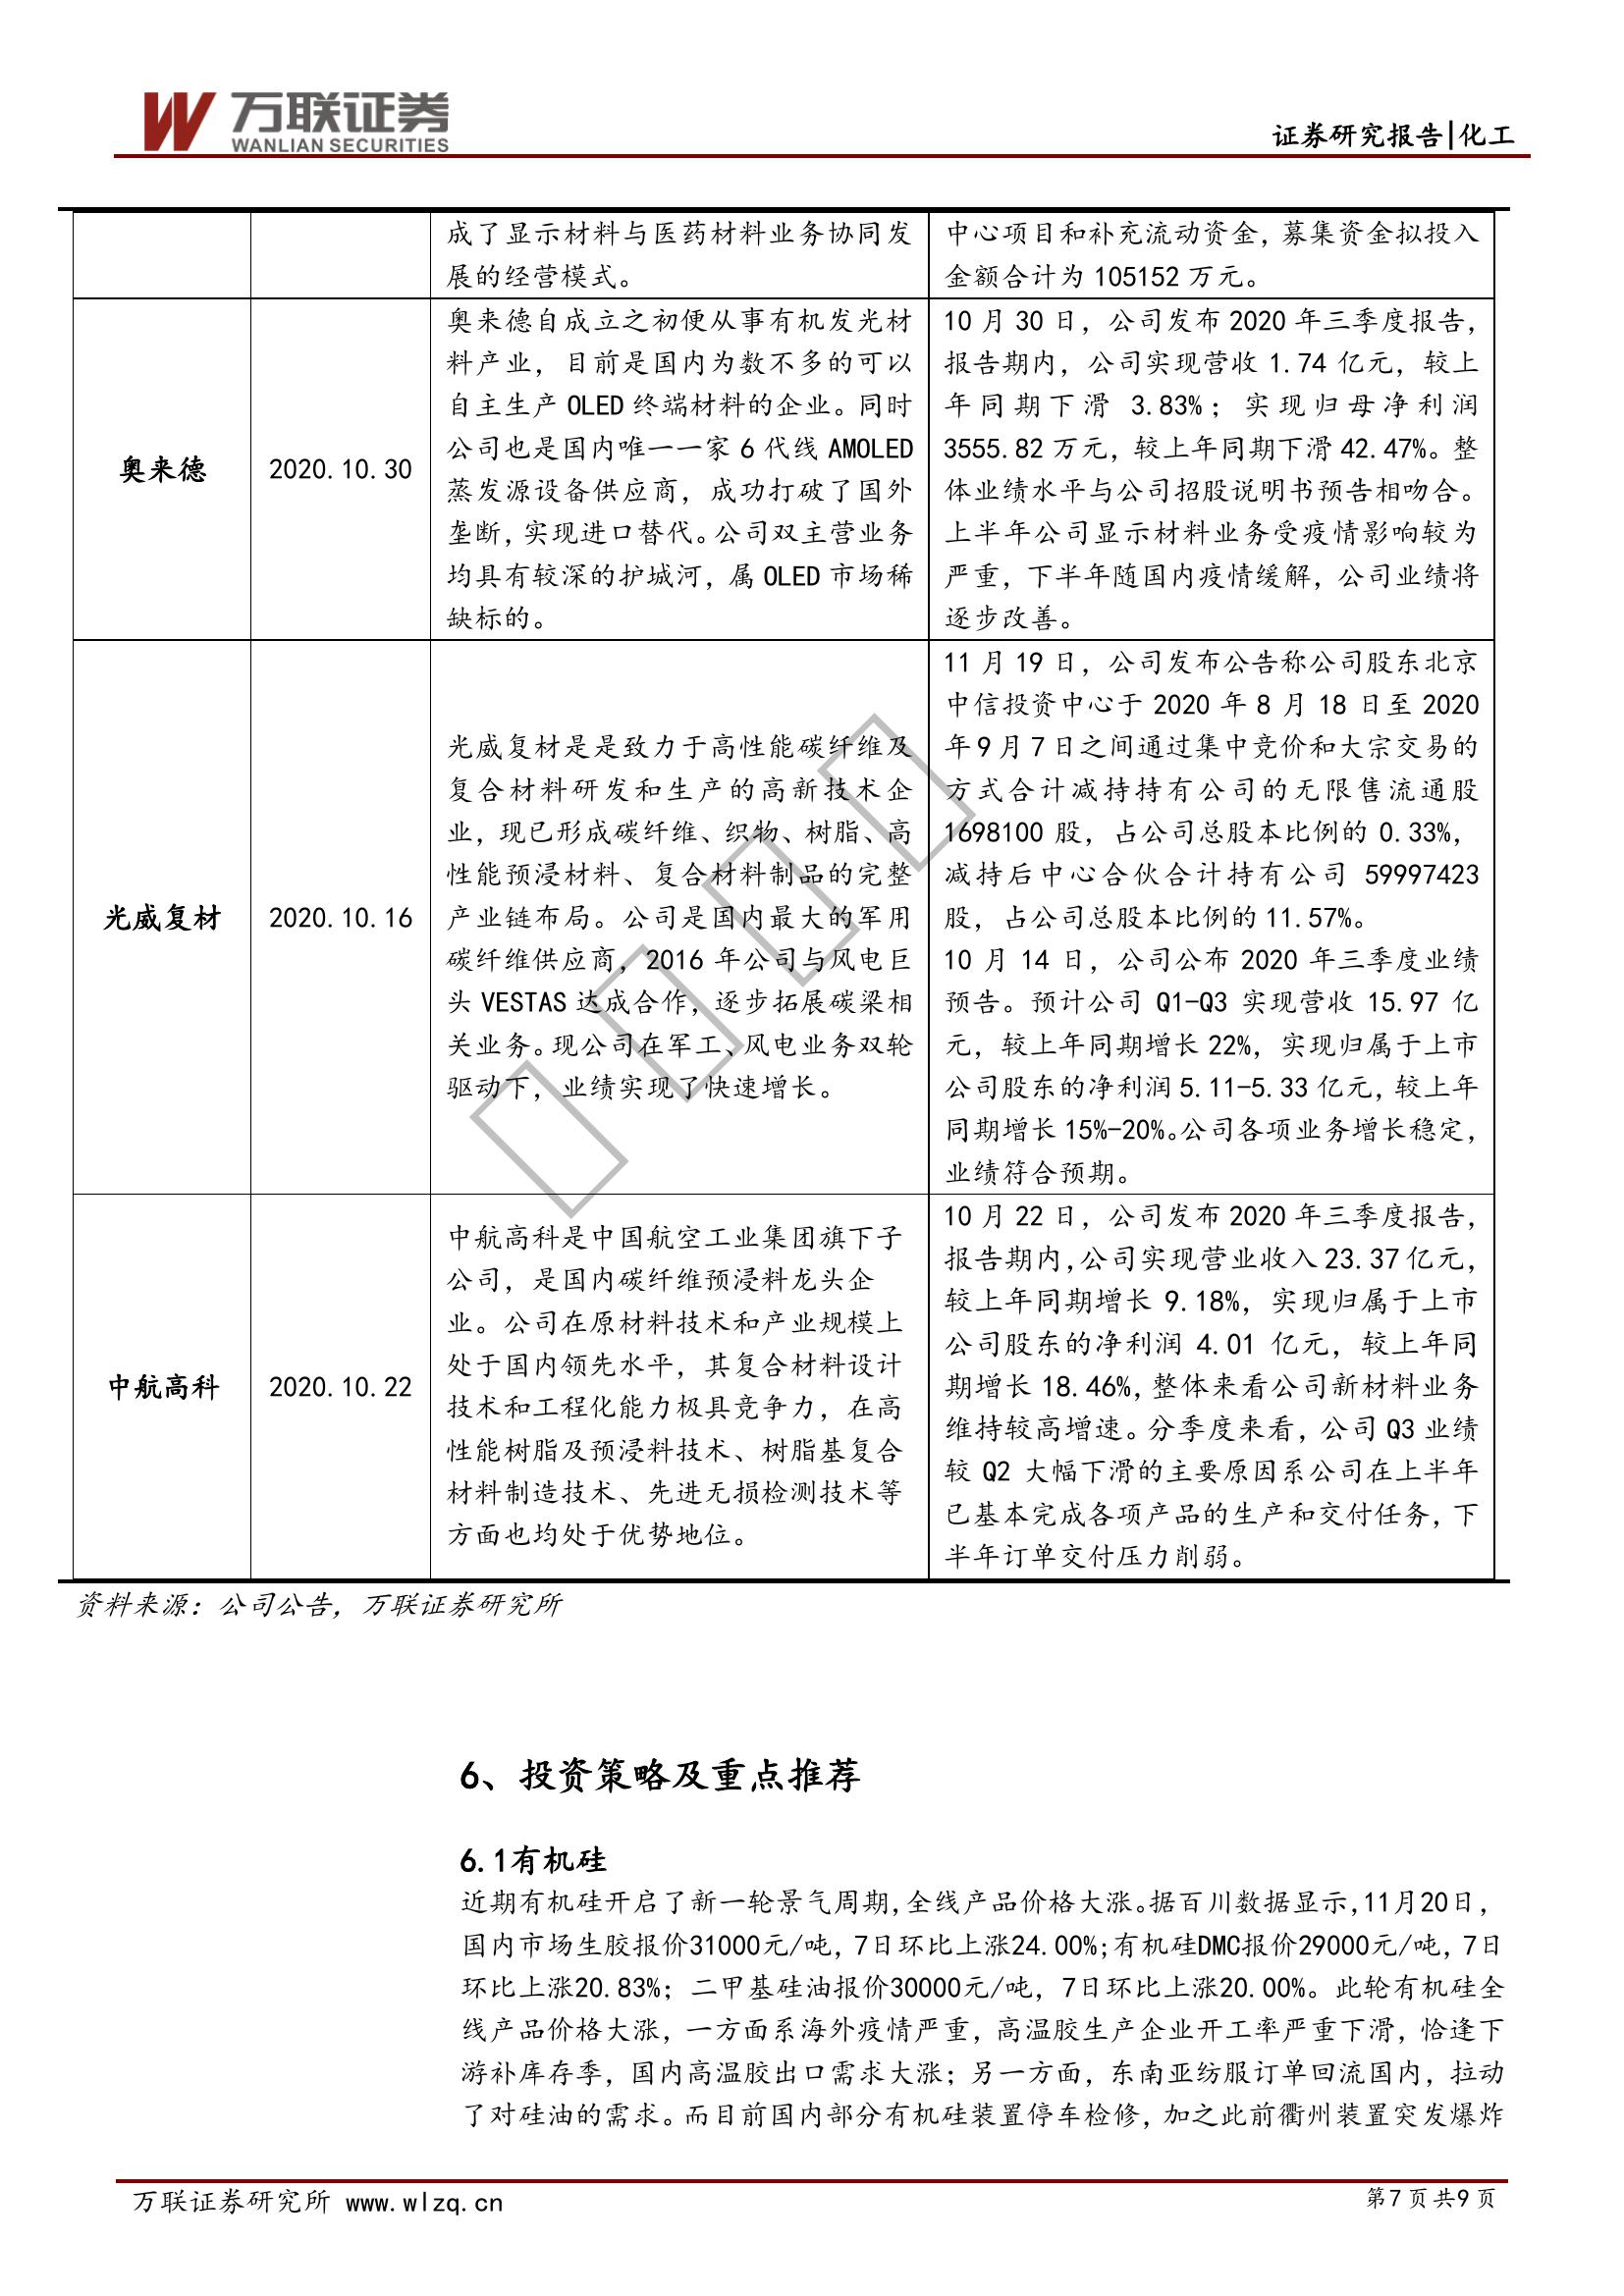 万联证券
WANLIAN SECURITIES
证券研究报告|化工
成了显示材料与医药材料业务协同发
展的经营模式。
中心项目和补充流动资金，募集资金拟投入
金额合计为 105152 万元。
奥来德
2020.10.30
奥来德自成立之初便从事有机发光材
料产业，目前是国内为数不多的可以
自主生产 OLED 终端材料的企业。同时
公司也是国内唯一一家 6 代线 AMOLED
蒸发源设备供应商，成功打破了国外
垄断，实现进口替代。公司双主营业务
均具有较深的护城河，属 OLED 市场稀
缺标的。
10 月 30 日，公司发布 2020 年三季度报告，
报告期内，公司实现营收 1.74 亿元，较上
年同期下滑 3.83%；实现归母净利润
3555.82 万元，较上年同期下滑 42.47%。整
体业绩水平与公司招股说明书预告相吻合。
上半年公司显示材料业务受疫情影响较为
严重，下半年随国内疫情缓解，公司业绩将
逐步改善。
光威复材
2020.10.16
光威复材是是致力于高性能碳纤维及
复合材料研发和生产的高新技术企
业，现已形成碳纤维、织物、树脂、高
性能预浸材料、复合材料制品的完整
产业链布局。公司是国内最大的军用
碳纤维供应商，2016 年公司与风电巨
头 VESTAS 达成合作，逐步拓展碳梁相
关业务。现公司在军工、风电业务双轮
驱动下，业绩实现了快速增长。
11 月 19 日，公司发布公告称公司股东北京
中信投资中心于 2020 年 8 月 18 日至 2020
年 9 月 7 日之间通过集中竞价和大宗交易的
方式合计减持持有公司的无限售流通股
1698100 股，占公司总股本比例的 0.33%，
减持后中心合伙合计持有公司 59997423
股，占公司总股本比例的 11.57%。
10 月 14 日，公司公布 2020 年三季度业绩
预告。预计公司 Q1-Q3 实现营收 15.97 亿
元，较上年同期增长 22%，实现归属于上市
公司股东的净利润 5.11-5.33 亿元，较上年
同期增长 15%-20%。公司各项业务增长稳定，
业绩符合预期。
中航高科
2020.10.22
中航高科是中国航空工业集团旗下子
公司，是国内碳纤维预浸料龙头企
业。公司在原材料技术和产业规模上
处于国内领先水平，其复合材料设计
技术和工程化能力极具竞争力，在高
性能树脂及预浸料技术、树脂基复合
材料制造技术、先进无损检测技术等
方面也均处于优势地位。
10 月 22 日，公司发布 2020 年三季度报告，
报告期内，公司实现营业收入 23.37 亿元，
较上年同期增长 9.18%，实现归属于上市
公司股东的净利润 4.01 亿元，较上年同
期增长 18.46%，整体来看公司新材料业务
维持较高增速。分季度来看，公司 Q3 业绩
较 Q2 大幅下滑的主要原因系公司在上半年
已基本完成各项产品的生产和交付任务，下
半年订单交付压力削弱。
资料来源：公司公告，万联证券研究所
6、投资策略及重点推荐
6.1有机硅
近期有机硅开启了新一轮景气周期,全线产品价格大涨。据百川数据显示,11月20日，
国内市场生胶报价31000元/吨，7日环比上涨24.00%;有机硅DMC报价29000元/吨，7日
环比上涨20.83%；二甲基硅油报价30000元/吨，7日环比上涨20.00%。此轮有机硅全
线产品价格大涨，一方面系海外疫情严重，高温胶生产企业开工率严重下滑，恰逢下
游补库存季，国内高温胶出口需求大涨；另一方面，东南亚纺服订单回流国内，拉动
了对硅油的需求。而目前国内部分有机硅装置停车检修，加之此前衢州装置突发爆炸
万联证券研究所 www.wlzq.cn
第 7 页 共 9 页